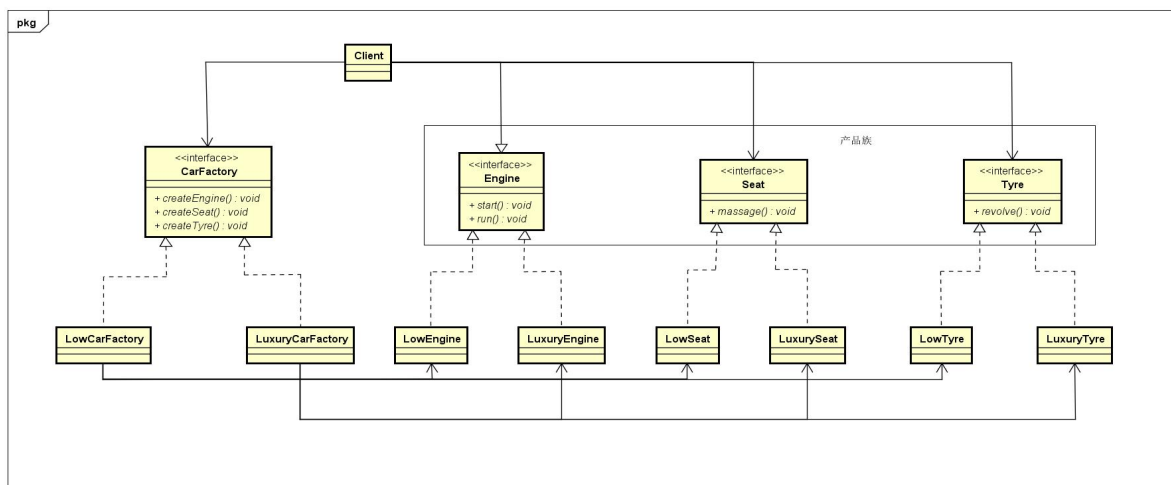 pkg
Client
产品族
<<interface>>
CarFactory
+ createEngine() : void
+ createSeat() : void
+ createTyre() : void
<<interface>>
Engine
+ start() : void
+ run() : void
<<interface>>
Seat
+ massage() : void
<<interface>>
Tyre
+ revolve() : void
LowCarFactory
LuxuryCarFactory
LowEngine
LuxuryEngine
LowSeat
LuxurySeat
LowTyre
LuxuryTyre